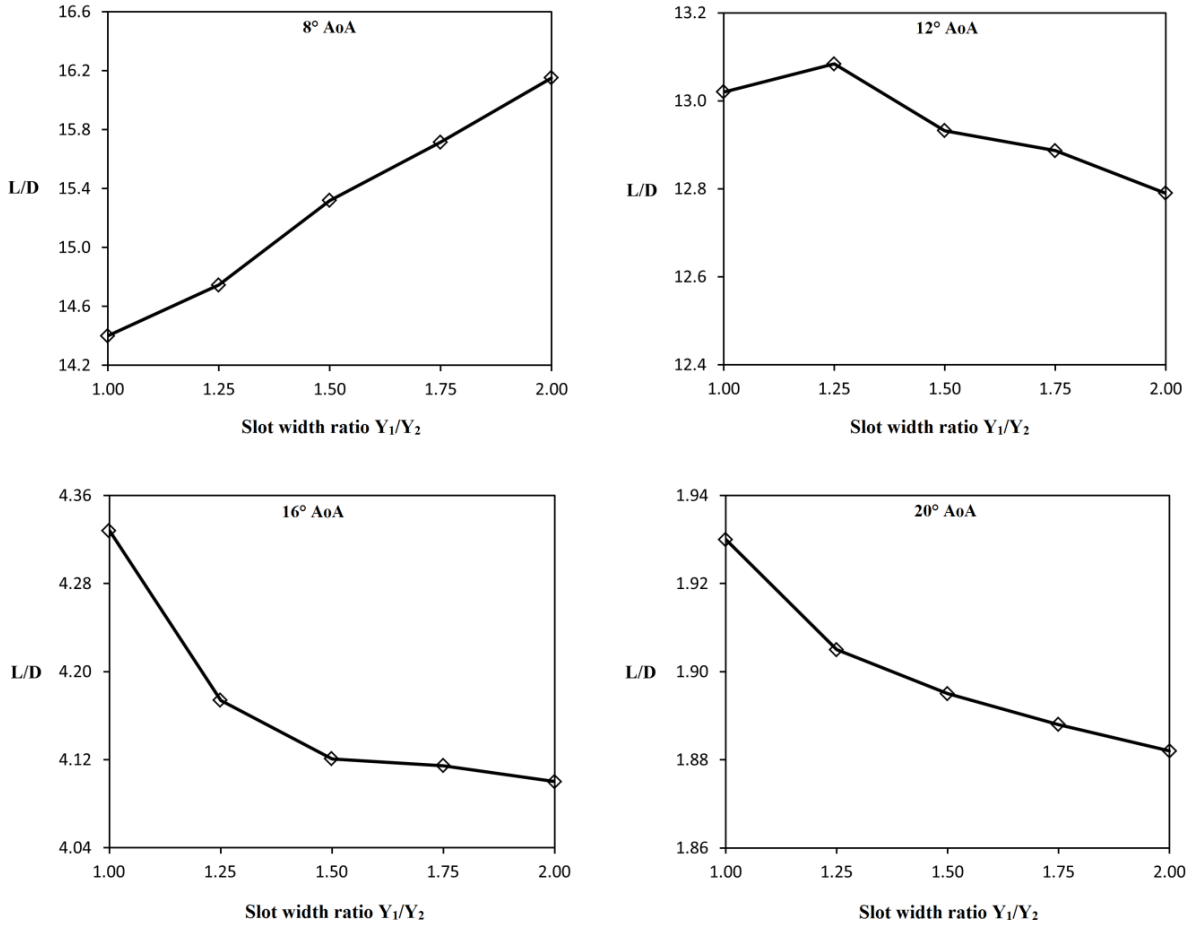 8° AoA
16.6
16.2
15.8
15.4
15.0
14.6
14.2
L/D
1.00 1.25 1.50 1.75 2.00
Slot width ratio Y₁/Y₂
12° AoA
13.2
13.0
12.8
12.6
12.4
L/D
1.00 1.25 1.50 1.75 2.00
Slot width ratio Y₁/Y₂
16° AoA
4.36
4.28
4.20
4.12
4.04
L/D
1.00 1.25 1.50 1.75 2.00
Slot width ratio Y₁/Y₂
20° AoA
1.94
1.92
1.90
1.88
1.86
L/D
1.00 1.25 1.50 1.75 2.00
Slot width ratio Y₁/Y₂